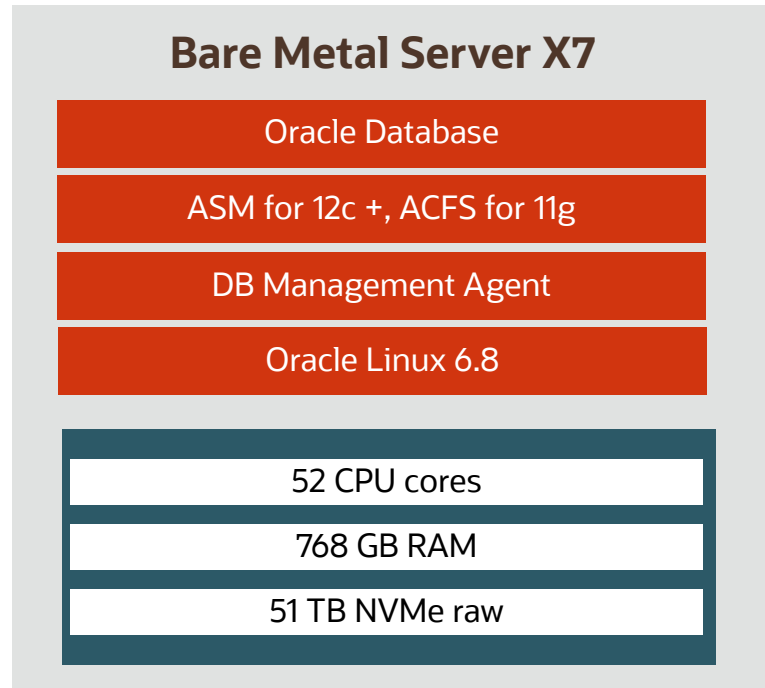 Bare Metal Server X7
Oracle Database
ASM for 12c +, ACFS for 11g
DB Management Agent
Oracle Linux 6.8
52 CPU cores
768 GB RAM
51 TB NVMe raw